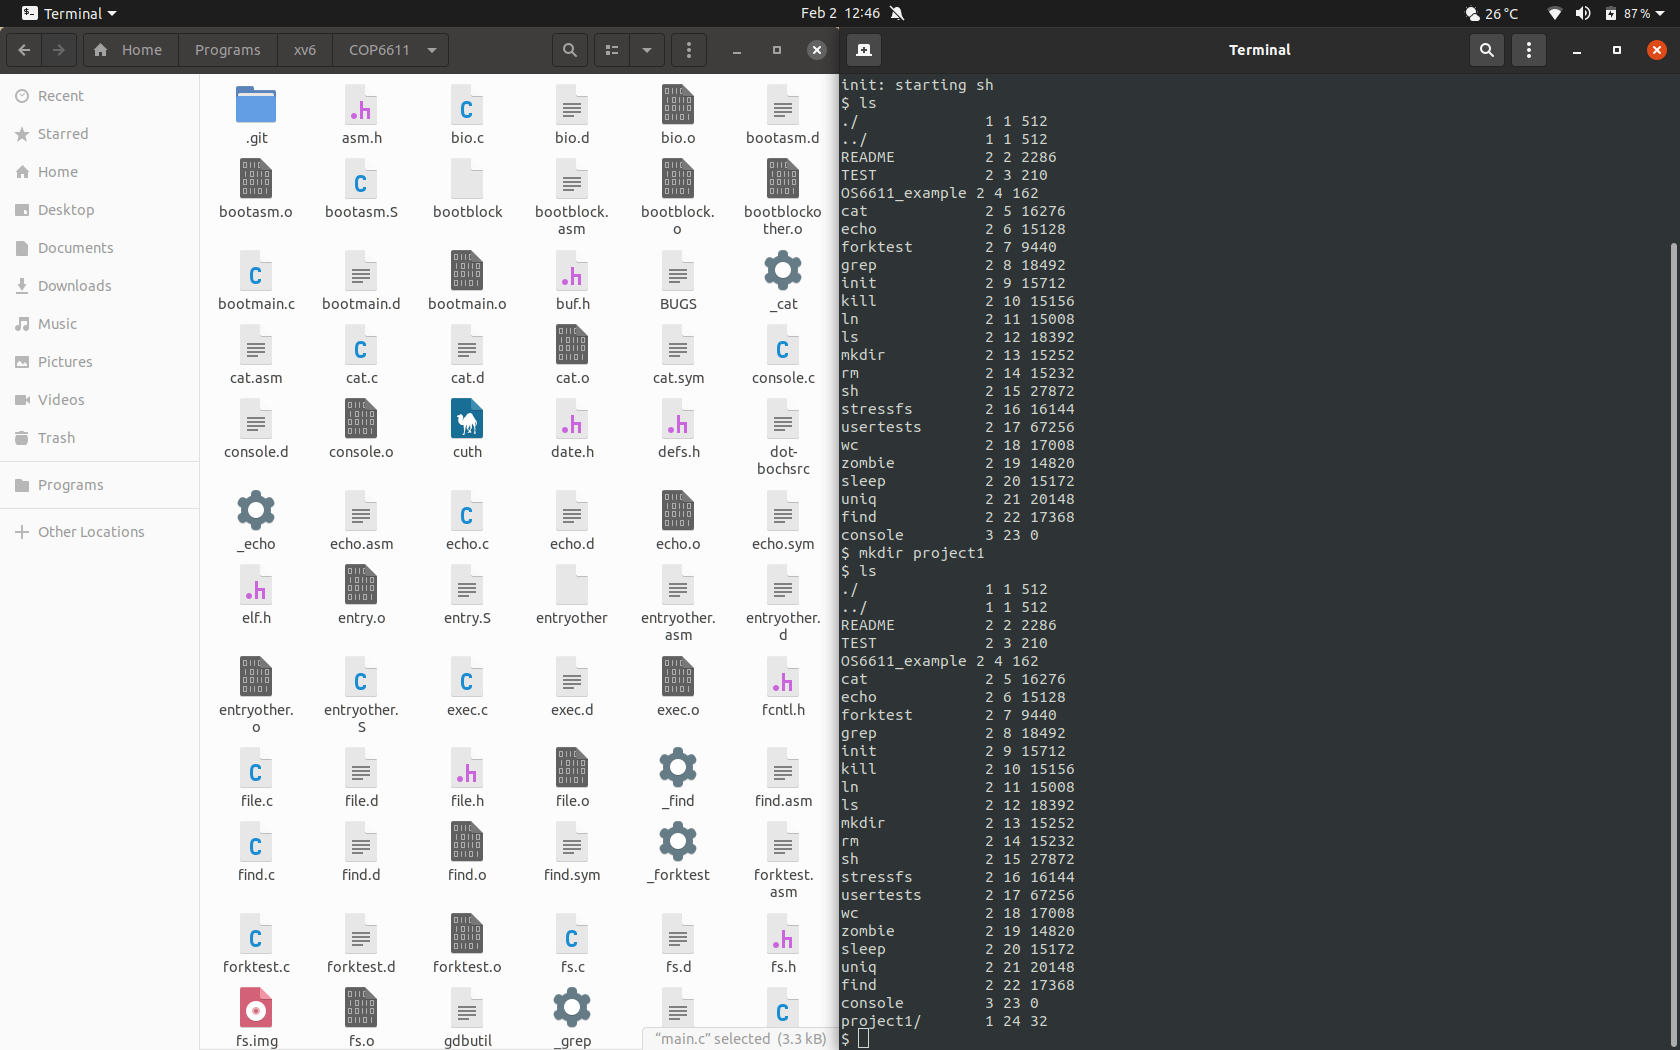 Terminal
Feb 2 12:46
26 °C
87 %
Home
Programs
xv6
COP6611
Terminal
Recent
Starred
Home
Desktop
Documents
Downloads
Music
Pictures
Videos
Trash
Programs
Other Locations
.git
asm.h
bio.c
bio.d
bio.o
bootasm.d
bootasm.o
bootasm.S
bootblock
bootblock.
asm
bootblock.
o
bootblocko
ther.o
bootmain.c
bootmain.d
bootmain.o
buf.h
BUGS
_cat
cat.asm
cat.c
cat.d
cat.o
cat.sym
console.c
console.d
console.o
cuth
date.h
defs.h
dot-
bochsrc
_echo
echo.asm
echo.c
echo.d
echo.o
echo.sym
elf.h
entry.o
entry.S
entryother
entryother.
asm
entryother.
d
entryother.
o
entryother.
S
exec.c
exec.d
exec.o
fcntl.h
file.c
file.d
file.h
file.o
_find
find.asm
find.c
find.d
find.o
find.sym
_forktest
forktest.
asm
forktest.c
forktest.d
forktest.o
fs.c
fs.d
fs.h
fs.img
fs.o
gdbutil
_grep
“main.c” selected (3.3 kB)
init: starting sh
$ ls
./ 1 1 512
../ 1 1 512
README 2 2 2286
TEST 2 3 210
OS6611_example 2 4 162
cat 2 5 16276
echo 2 6 15128
forktest 2 7 9440
grep 2 8 18492
init 2 9 15712
kill 2 10 15156
ln 2 11 15008
ls 2 12 18392
mkdir 2 13 15252
rm 2 14 15232
sh 2 15 27872
stressfs 2 16 16144
usertests 2 17 67256
wc 2 18 17008
zombie 2 19 14820
sleep 2 20 15172
uniq 2 21 20148
find 2 22 17368
console 3 23 0
$ mkdir project1
$ ls
./ 1 1 512
../ 1 1 512
README 2 2 2286
TEST 2 3 210
OS6611_example 2 4 162
cat 2 5 16276
echo 2 6 15128
forktest 2 7 9440
grep 2 8 18492
init 2 9 15712
kill 2 10 15156
ln 2 11 15008
ls 2 12 18392
mkdir 2 13 15252
rm 2 14 15232
sh 2 15 27872
stressfs 2 16 16144
usertests 2 17 67256
wc 2 18 17008
zombie 2 19 14820
sleep 2 20 15172
uniq 2 21 20148
find 2 22 17368
console 3 23 0
project1/ 1 24 32
$